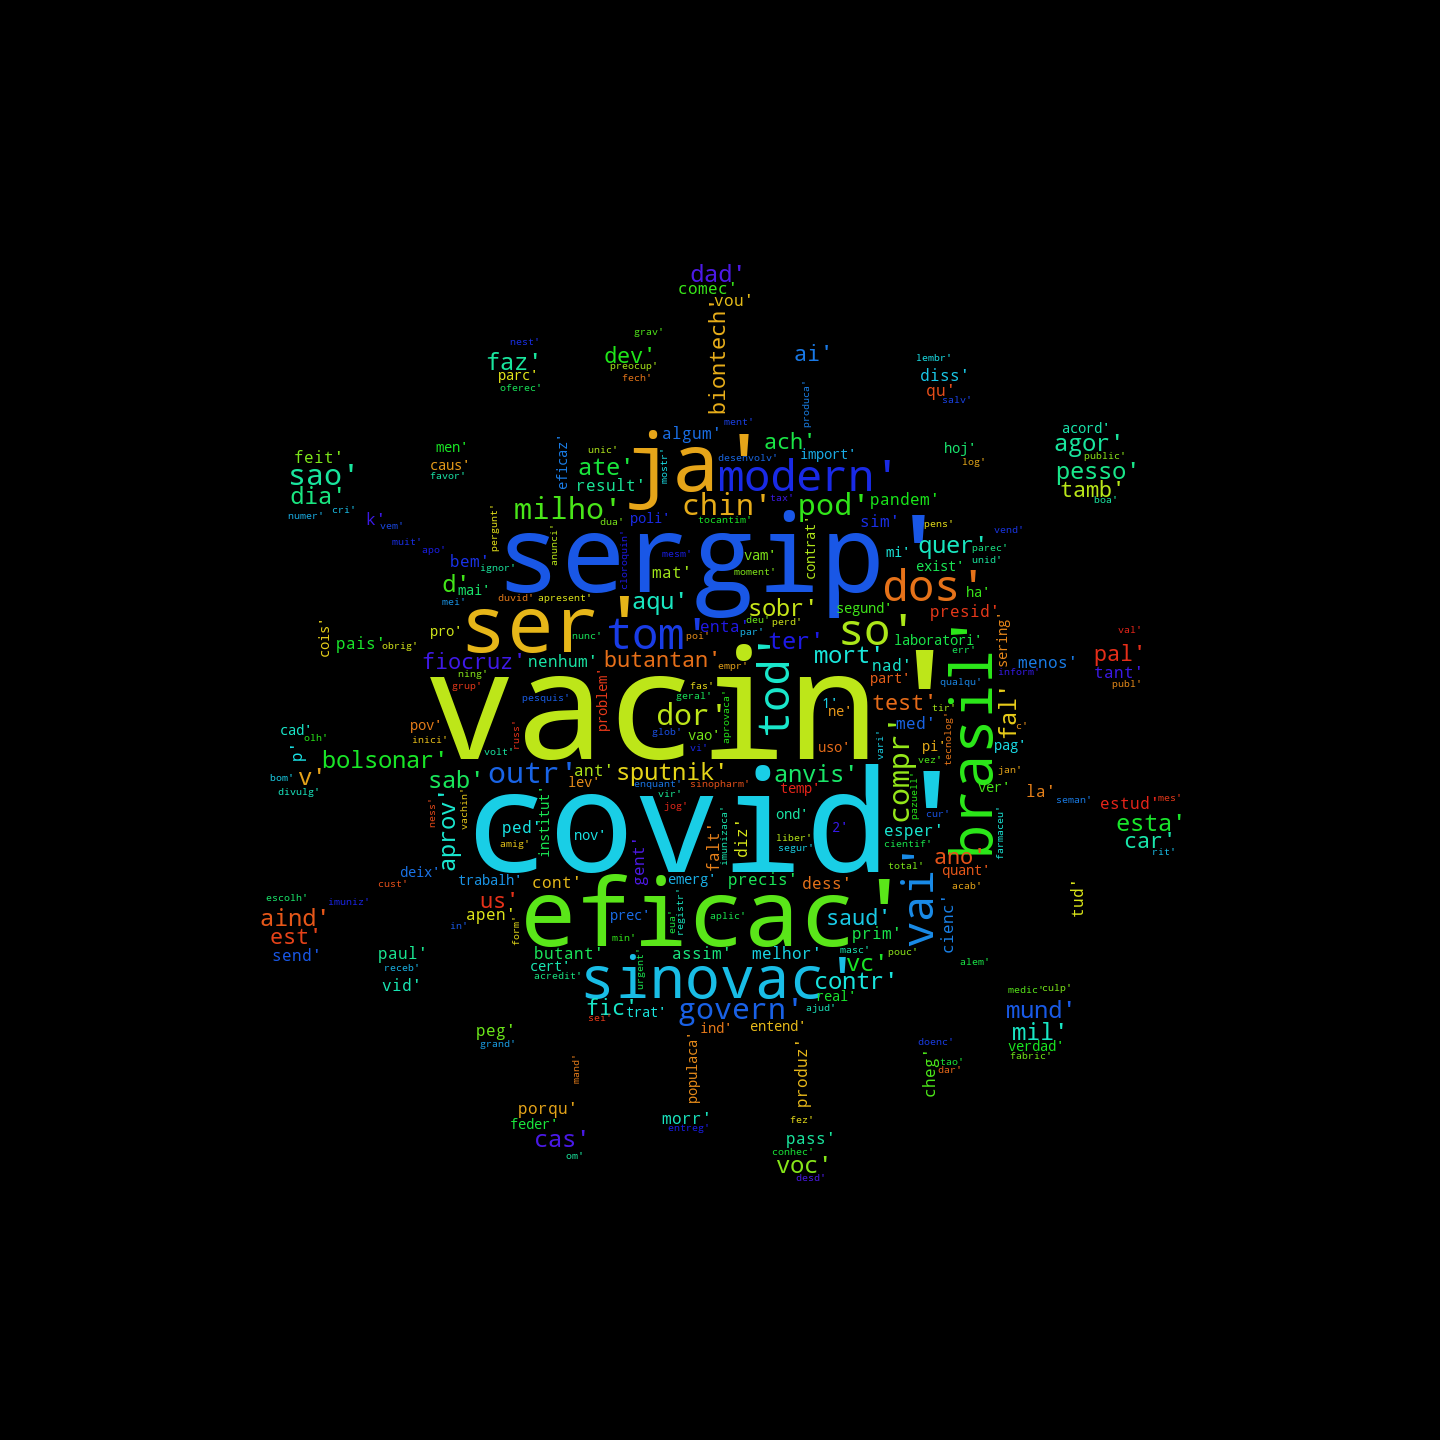 dad'
comec'
vou'
biontech'
grav'
nest'
faz'
parc'
oferec'
dev'
preocup'
fech'
ai'
produca'
lembr'
diss'
qu'
salv'
ment'
algum'
ja'
ach'
desenvolv'
import'
modern'
unic'
eficaz'
ate'
mostr'
result'
men'
caus'
favor'
hoj'
log'
acord'
agor'
public'
pesso'
tamb'
boa'
feit'
sao'
dia'
numer'
cri'
k'
vem'
muit'
apo'
milho'
dua'
poli'
chin'
tax'
tocantim'
pod'
pandem'
sim'
pens'
vend'
pergunt'
anunci'
sergip'
cloroquin'
mesm'
mat'
vam'
moment'
contrat'
mi'
quer'
parec'
unid'
exist'
bem'
ignor'
d'
mai'
mei'
duvid'
apresent'
dos'
ha'
aqu'
sobr'
segund'
presid'
ser'
tom'
enta'
deu'
perd'
par'
poi'
nunc'
ter'
so'
laboratori'
err'
sering'
cois'
pais'
obrig'
pro'
fiocruz'
nenhum'
butantan'
empr'
tod'
mort'
nad'
part'
qualqu'
inform'
menos'
val'
pal'
tant'
publ'
ning'
grup'
pesquis'
problem'
fas'
geral'
vacin'
dor'
aprovaca'
1'
ne'
test'
tir'
brasil'
fal'
c'
cad'
olh'
p'
pov'
inici'
russ'
volt'
glob'
vao'
vi'
uso'
vari'
med'
compr'
tecnolog'
pi'
pag'
vez'
bolsonar'
v'
bom'
divulg'
sab'
outr'
ant'
lev'
sputnik'
enquant'
sinopharm'
vir'
jog'
anvis'
temp'
pazuell'
cur'
ver'
jan'
la'
seman'
estud'
mes'
esta'
car'
rit'
ness'
vachin'
aprov'
ped'
amig'
institut'
nov'
covid'
falt'
imunizaca'
diz'
ond'
2'
liber'
segur'
esper'
cientif'
farmaceu'
gent'
total'
ano'
quant'
acab'
deix'
cust'
trabalh'
cont'
emerg'
precis'
dess'
vai'
cienc'
tud'
escolh'
imuniz'
aind'
est'
send'
us'
apen'
in'
form'
eficac'
prec'
min'
eua'
registr'
aplic'
saud'
prim'
masc'
pouc'
alem'
paul'
receb'
vid'
butant'
cert'
acredit'
urgent'
assim'
melhor'
vc'
sinovac'
contr'
real'
ajud'
fic'
sei'
trat'
govern'
ind'
entend'
medic'
culp'
mund'
mil'
verdad'
fabric'
peg'
grand'
mand'
populaca'
produz'
doenc'
tao'
dar'
cheg'
porqu'
feder'
cas'
om'
morr'
entreg'
fez'
pass'
conhec'
voc'
desd'